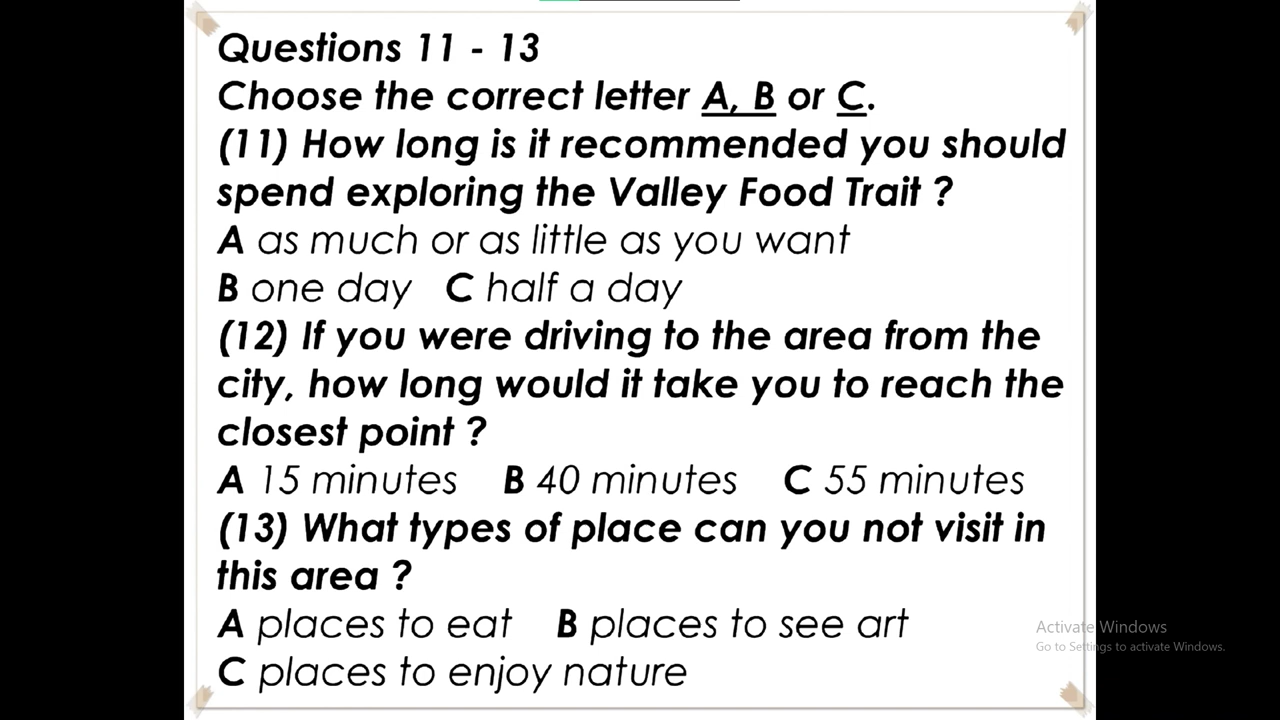 Questions 11 - 13
Choose the correct letter A, B or C.
(11) How long is it recommended you should
spend exploring the Valley Food Trait ?
A as much or as little as you want
B one day C half a day
(12) If you were driving to the area from the
city, how long would it take you to reach the
closest point ?
A 15 minutes B 40 minutes C 55 minutes
(13) What types of place can you not visit in
this area ?
A places to eat B places to see art
C places to enjoy nature
Activate Windows
Go to Settings to activate Windows.